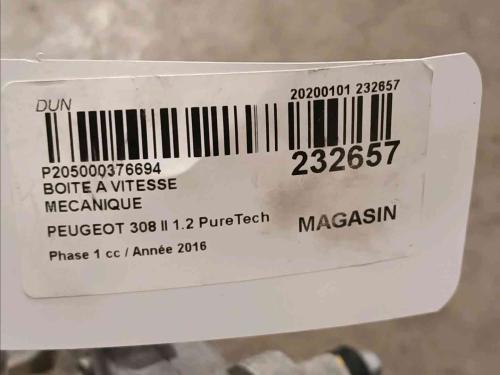 DUN
20200101 232657
P205000376694
232657
BOITE A VITESSE
MECANIQUE
PEUGEOT 308 II 1.2 PureTech
MAGASIN
Phase 1 cc / Année 2016